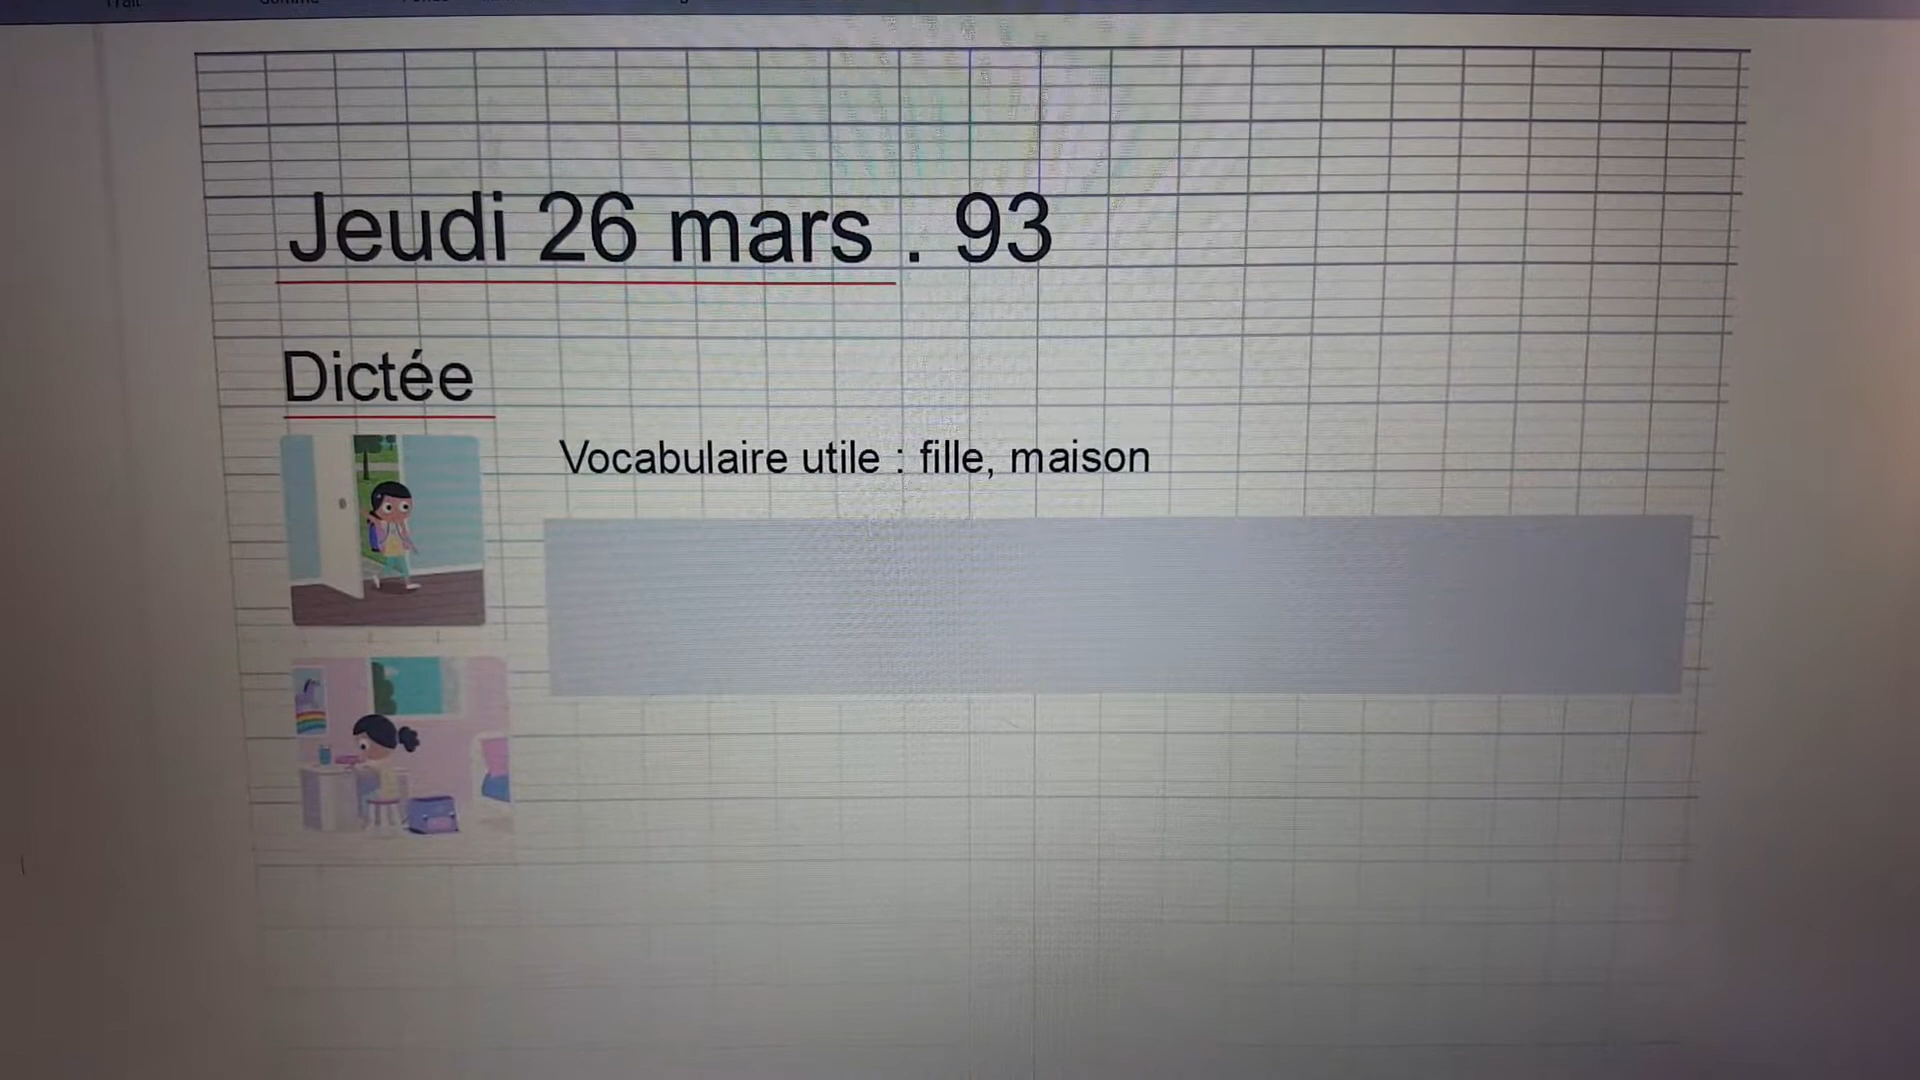 Jeudi 26 mars . 93
Dictée
Vocabulaire utile : fille, maison